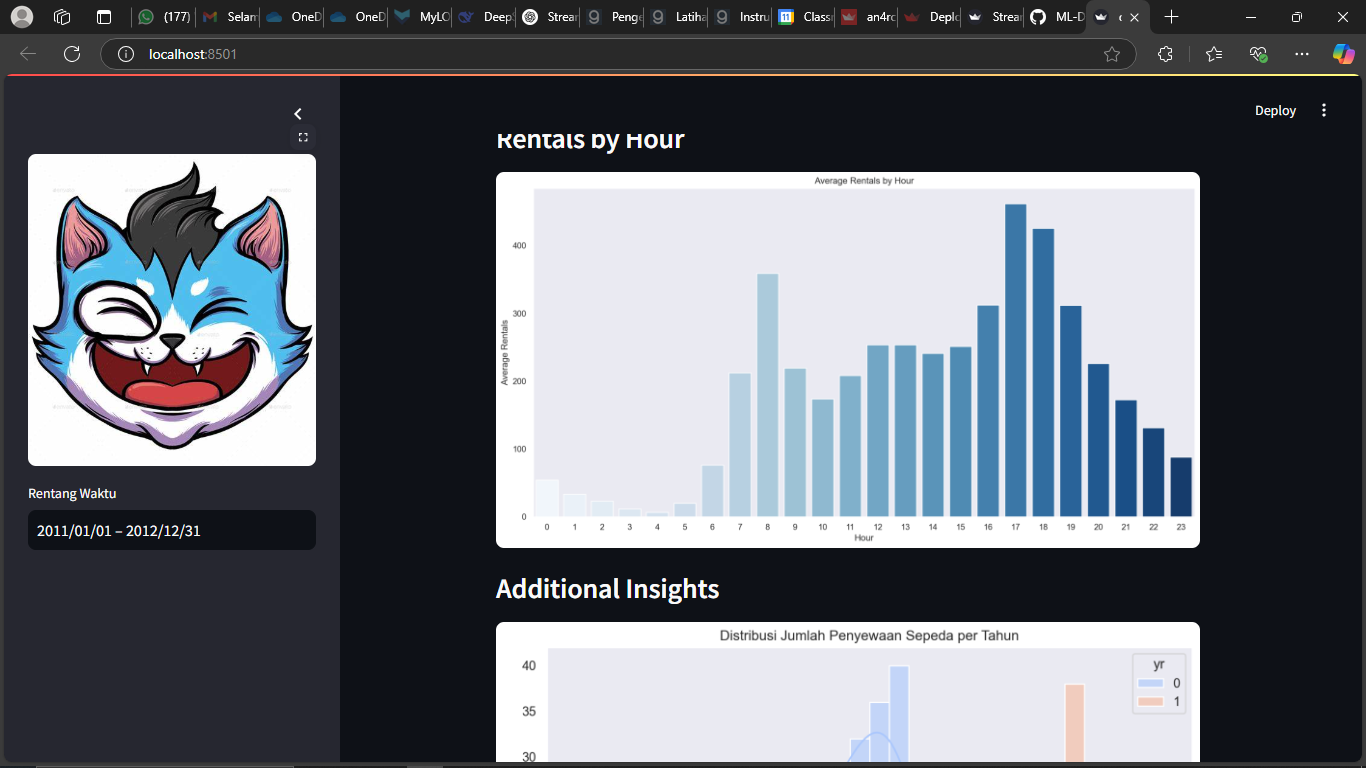 (177)
Selam
OneD
OneD
MyLO
Deep
Strear
Penge
Latiha
Instru
Class
an4rc
Deplo
Strea
ML-D
localhost:8501
Deploy
Rentals by Hour
Average Rentals by Hour
Average Rentals
400
300
200
100
0
0 1 2 3 4 5 6 7 8 9 10 11 12 13 14 15 16 17 18 19 20 21 22 23
Hour
Rentang Waktu
2011/01/01 – 2012/12/31
Additional Insights
Distribusi Jumlah Penyewaan Sepeda per Tahun
40
35
30
yr
0
1